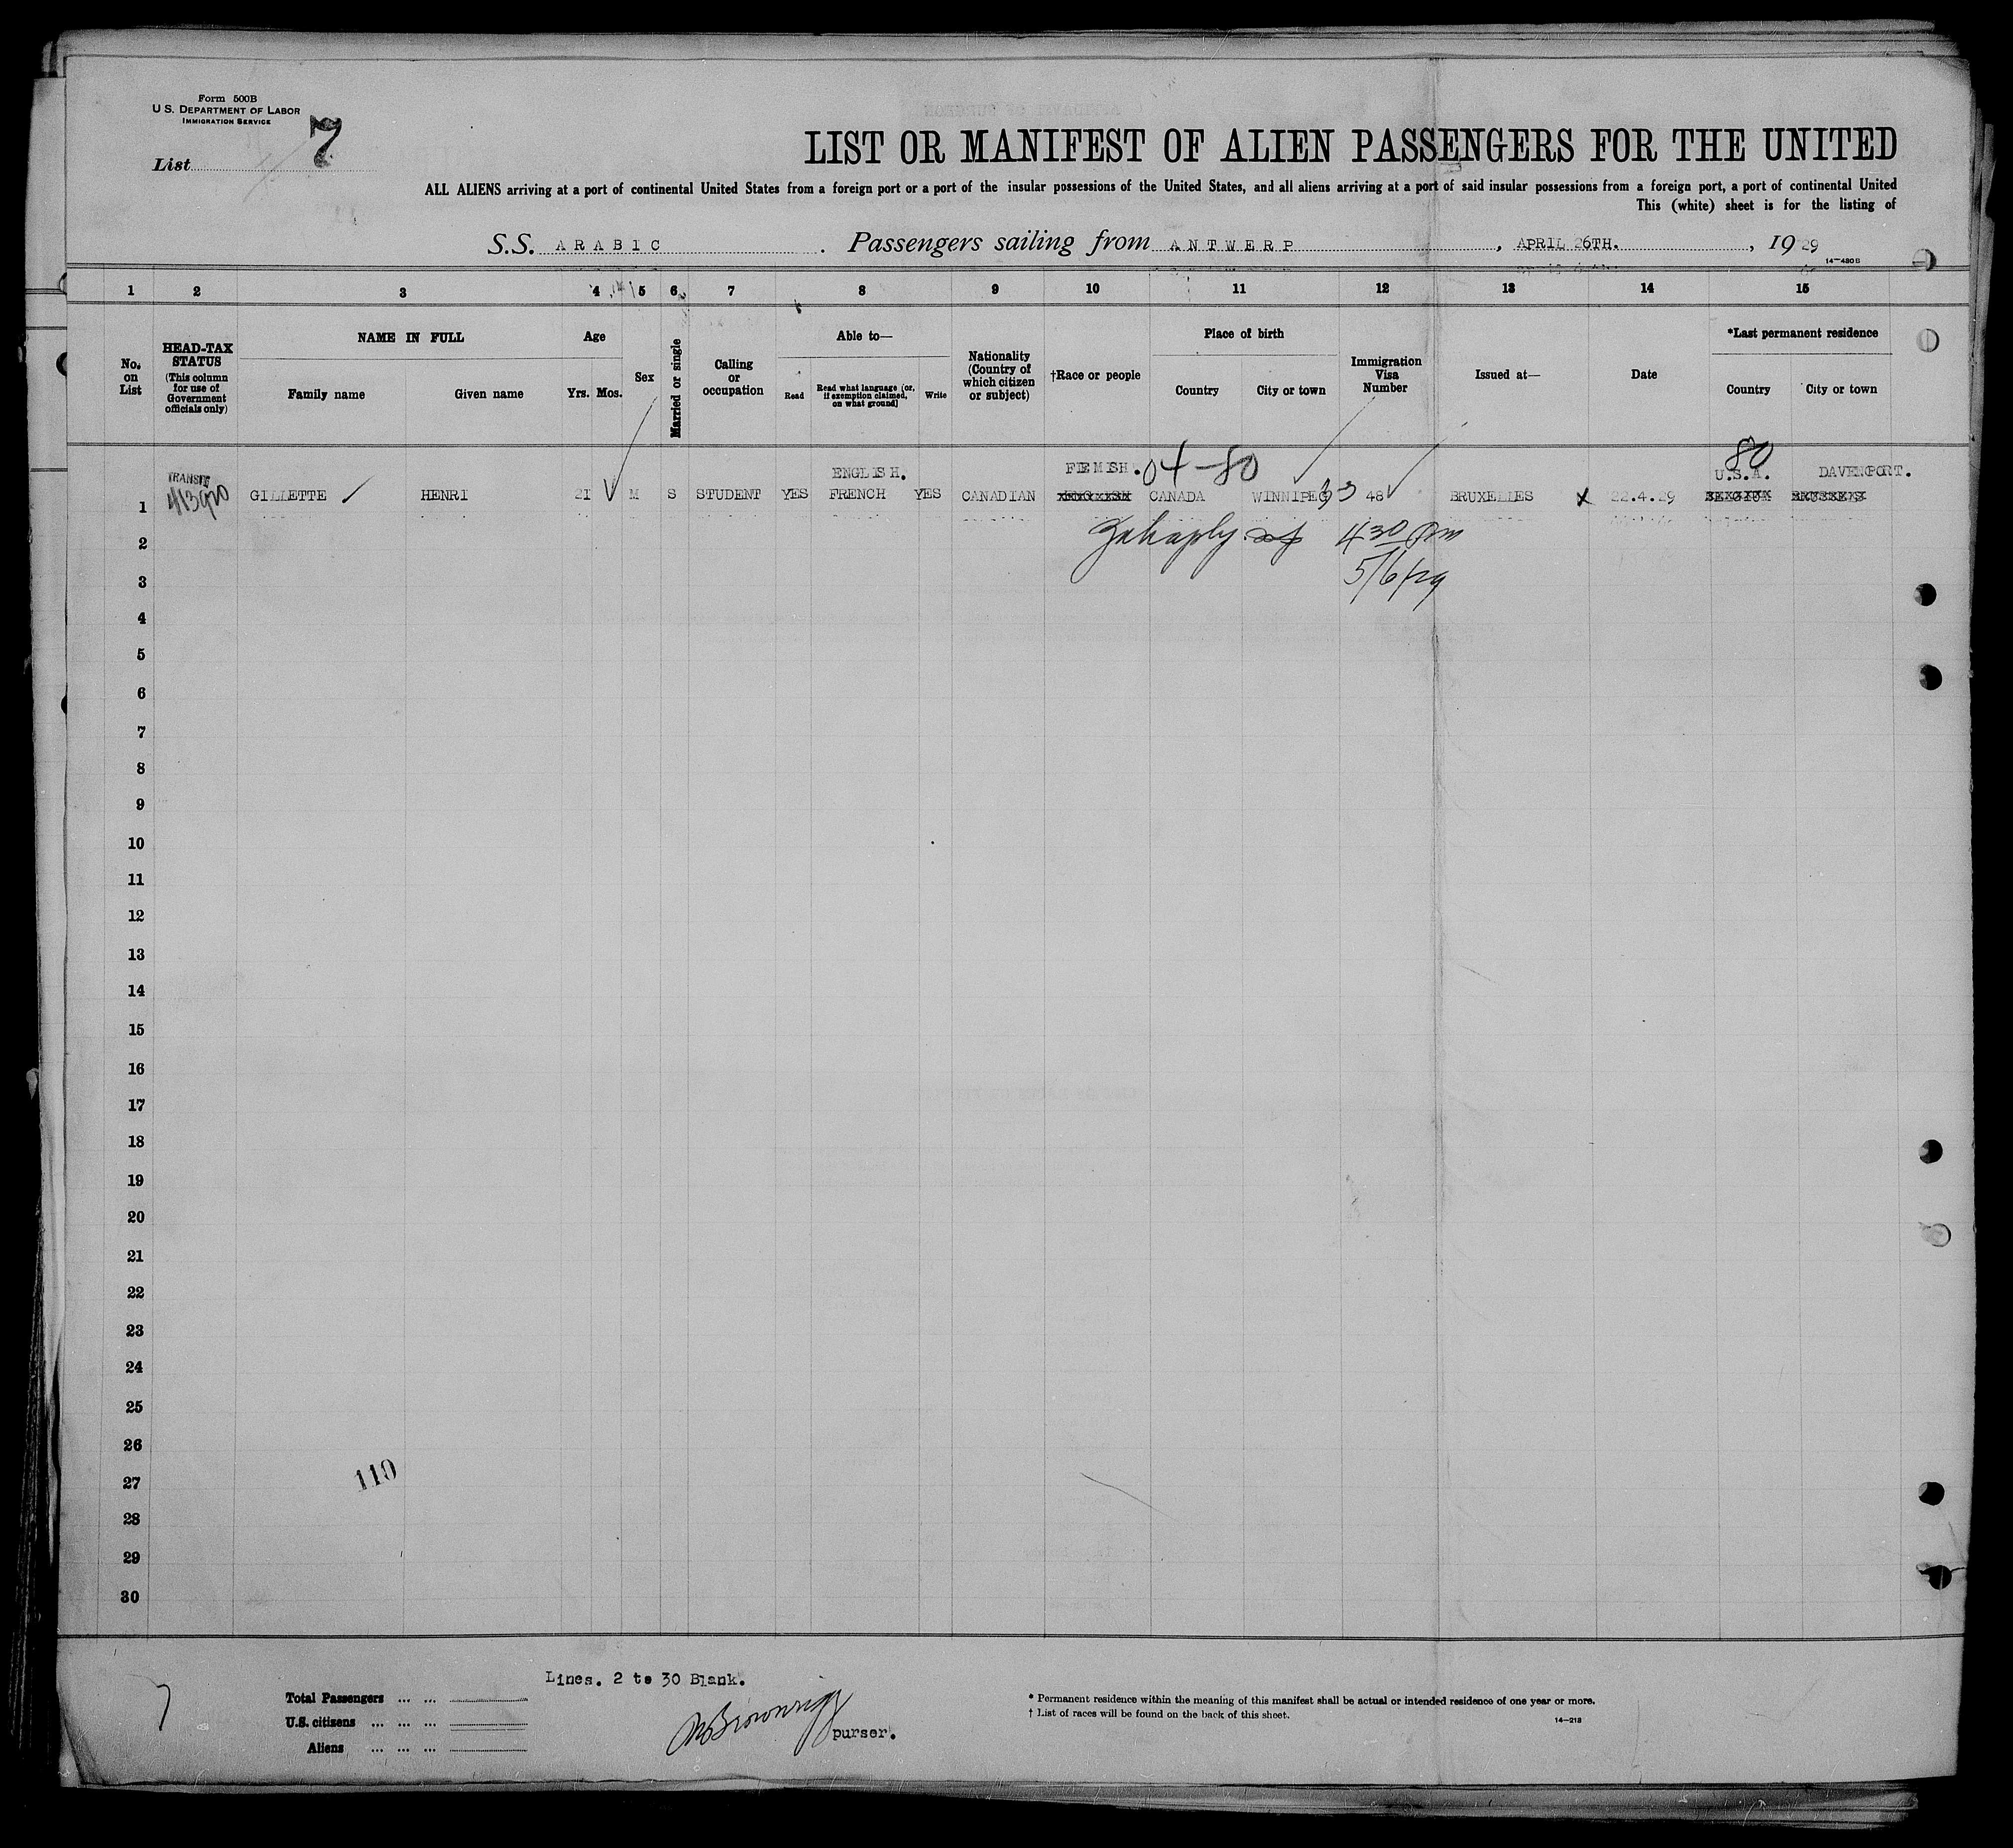 Form 500B
U.S. DEPARTMENT OF LABOR
IMMIGRATION SERVICE
List 7
LIST OR MANIFEST OF ALIEN PASSENGERS FOR THE UNITED
ALL ALIENS arriving at a port of continental United States from a foreign port or a port of the insular possessions of the United States, and all aliens arriving at a port of said insular possessions from a foreign port, a port of continental United
This (white) sheet is for the listing of
S.S. ARABIC. Passengers sailing from ANTWERP, APRIL 26TH., 1929
14—430B
1 2 3 4 5 6 7 8 9 10 11 12 13 14 15
No. on List
HEAD-TAX STATUS (This column for use of Government officials only)
NAME IN FULL
Family name Given name
Age
Yrs. Mos.
Sex
Married or single
Calling or occupation
Able to—
Read Read what language [or, if exemption claimed, on what ground] Write
Nationality (Country of which citizen or subject)
†Race or people
Place of birth
Country City or town
Immigration Visa Number
Issued at—
Date
*Last permanent residence
Country City or town
80
TRANSIT ENGLISH. FLEMISH. 04-80 U.S.A. DAVENPORT.
1 GILLETTE HENRI 21 M S STUDENT YES FRENCH YES CANADIAN CANADA WINNIPEG 48 BRUXELLES 22.4.29
2 4 30 pm
3 5/6/29
4
5
6
7
8
9
10
11
12
13
14
15
16
17
18
19
20
21
22
23
24
25
26
110
27
28
29
30
Lines. 2 to 30 Blank.
Total Passengers ... ...
U.S. citizens ... ... ...
Aliens ... ... ...
purser.
* Permanent residence within the meaning of this manifest shall be actual or intended residence of one year or more.
† List of races will be found on the back of this sheet.
14—213
7